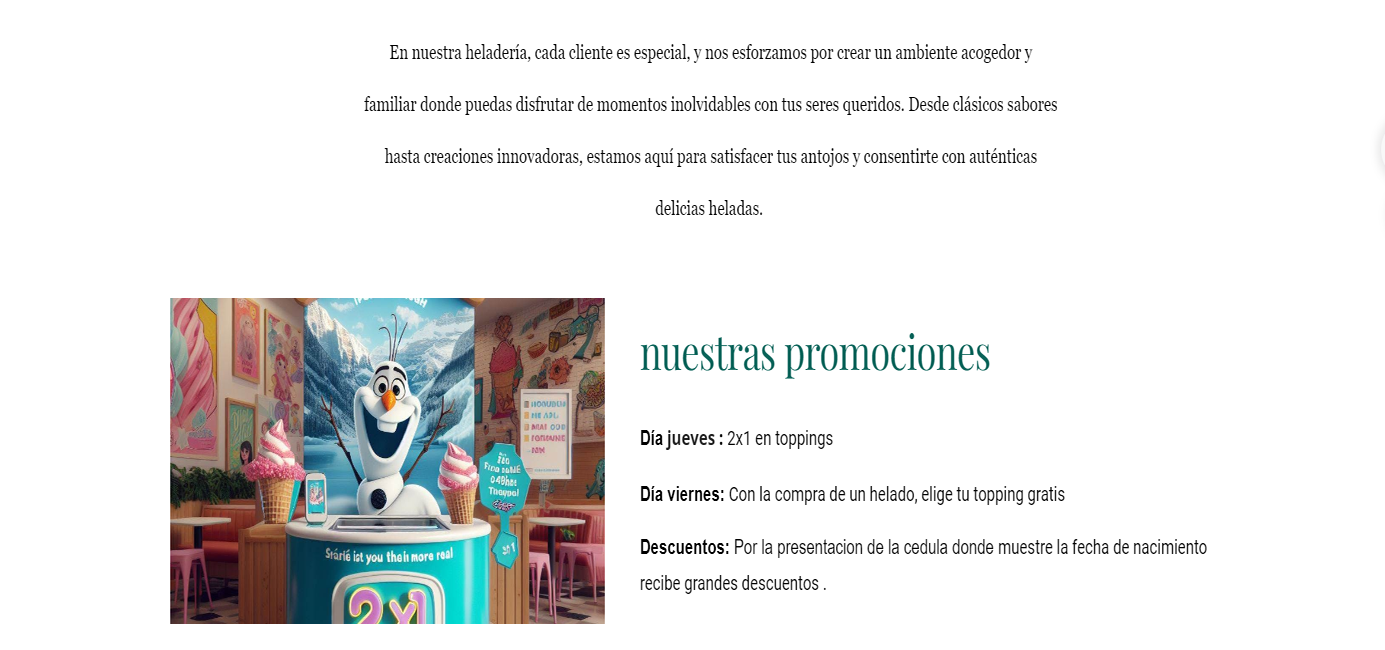 En nuestra heladería, cada cliente es especial, y nos esforzamos por crear un ambiente acogedor y
familiar donde puedas disfrutar de momentos inolvidables con tus seres queridos. Desde clásicos sabores
hasta creaciones innovadoras, estamos aquí para satisfacer tus antojos y consentirte con auténticas
delicias heladas.
nuestras promociones
Día jueves : 2x1 en toppings
Día viernes: Con la compra de un helado, elige tu topping gratis
Descuentos: Por la presentacion de la cedula donde muestre la fecha de nacimiento
recibe grandes descuentos .
Stárié ist you then more real
2x1